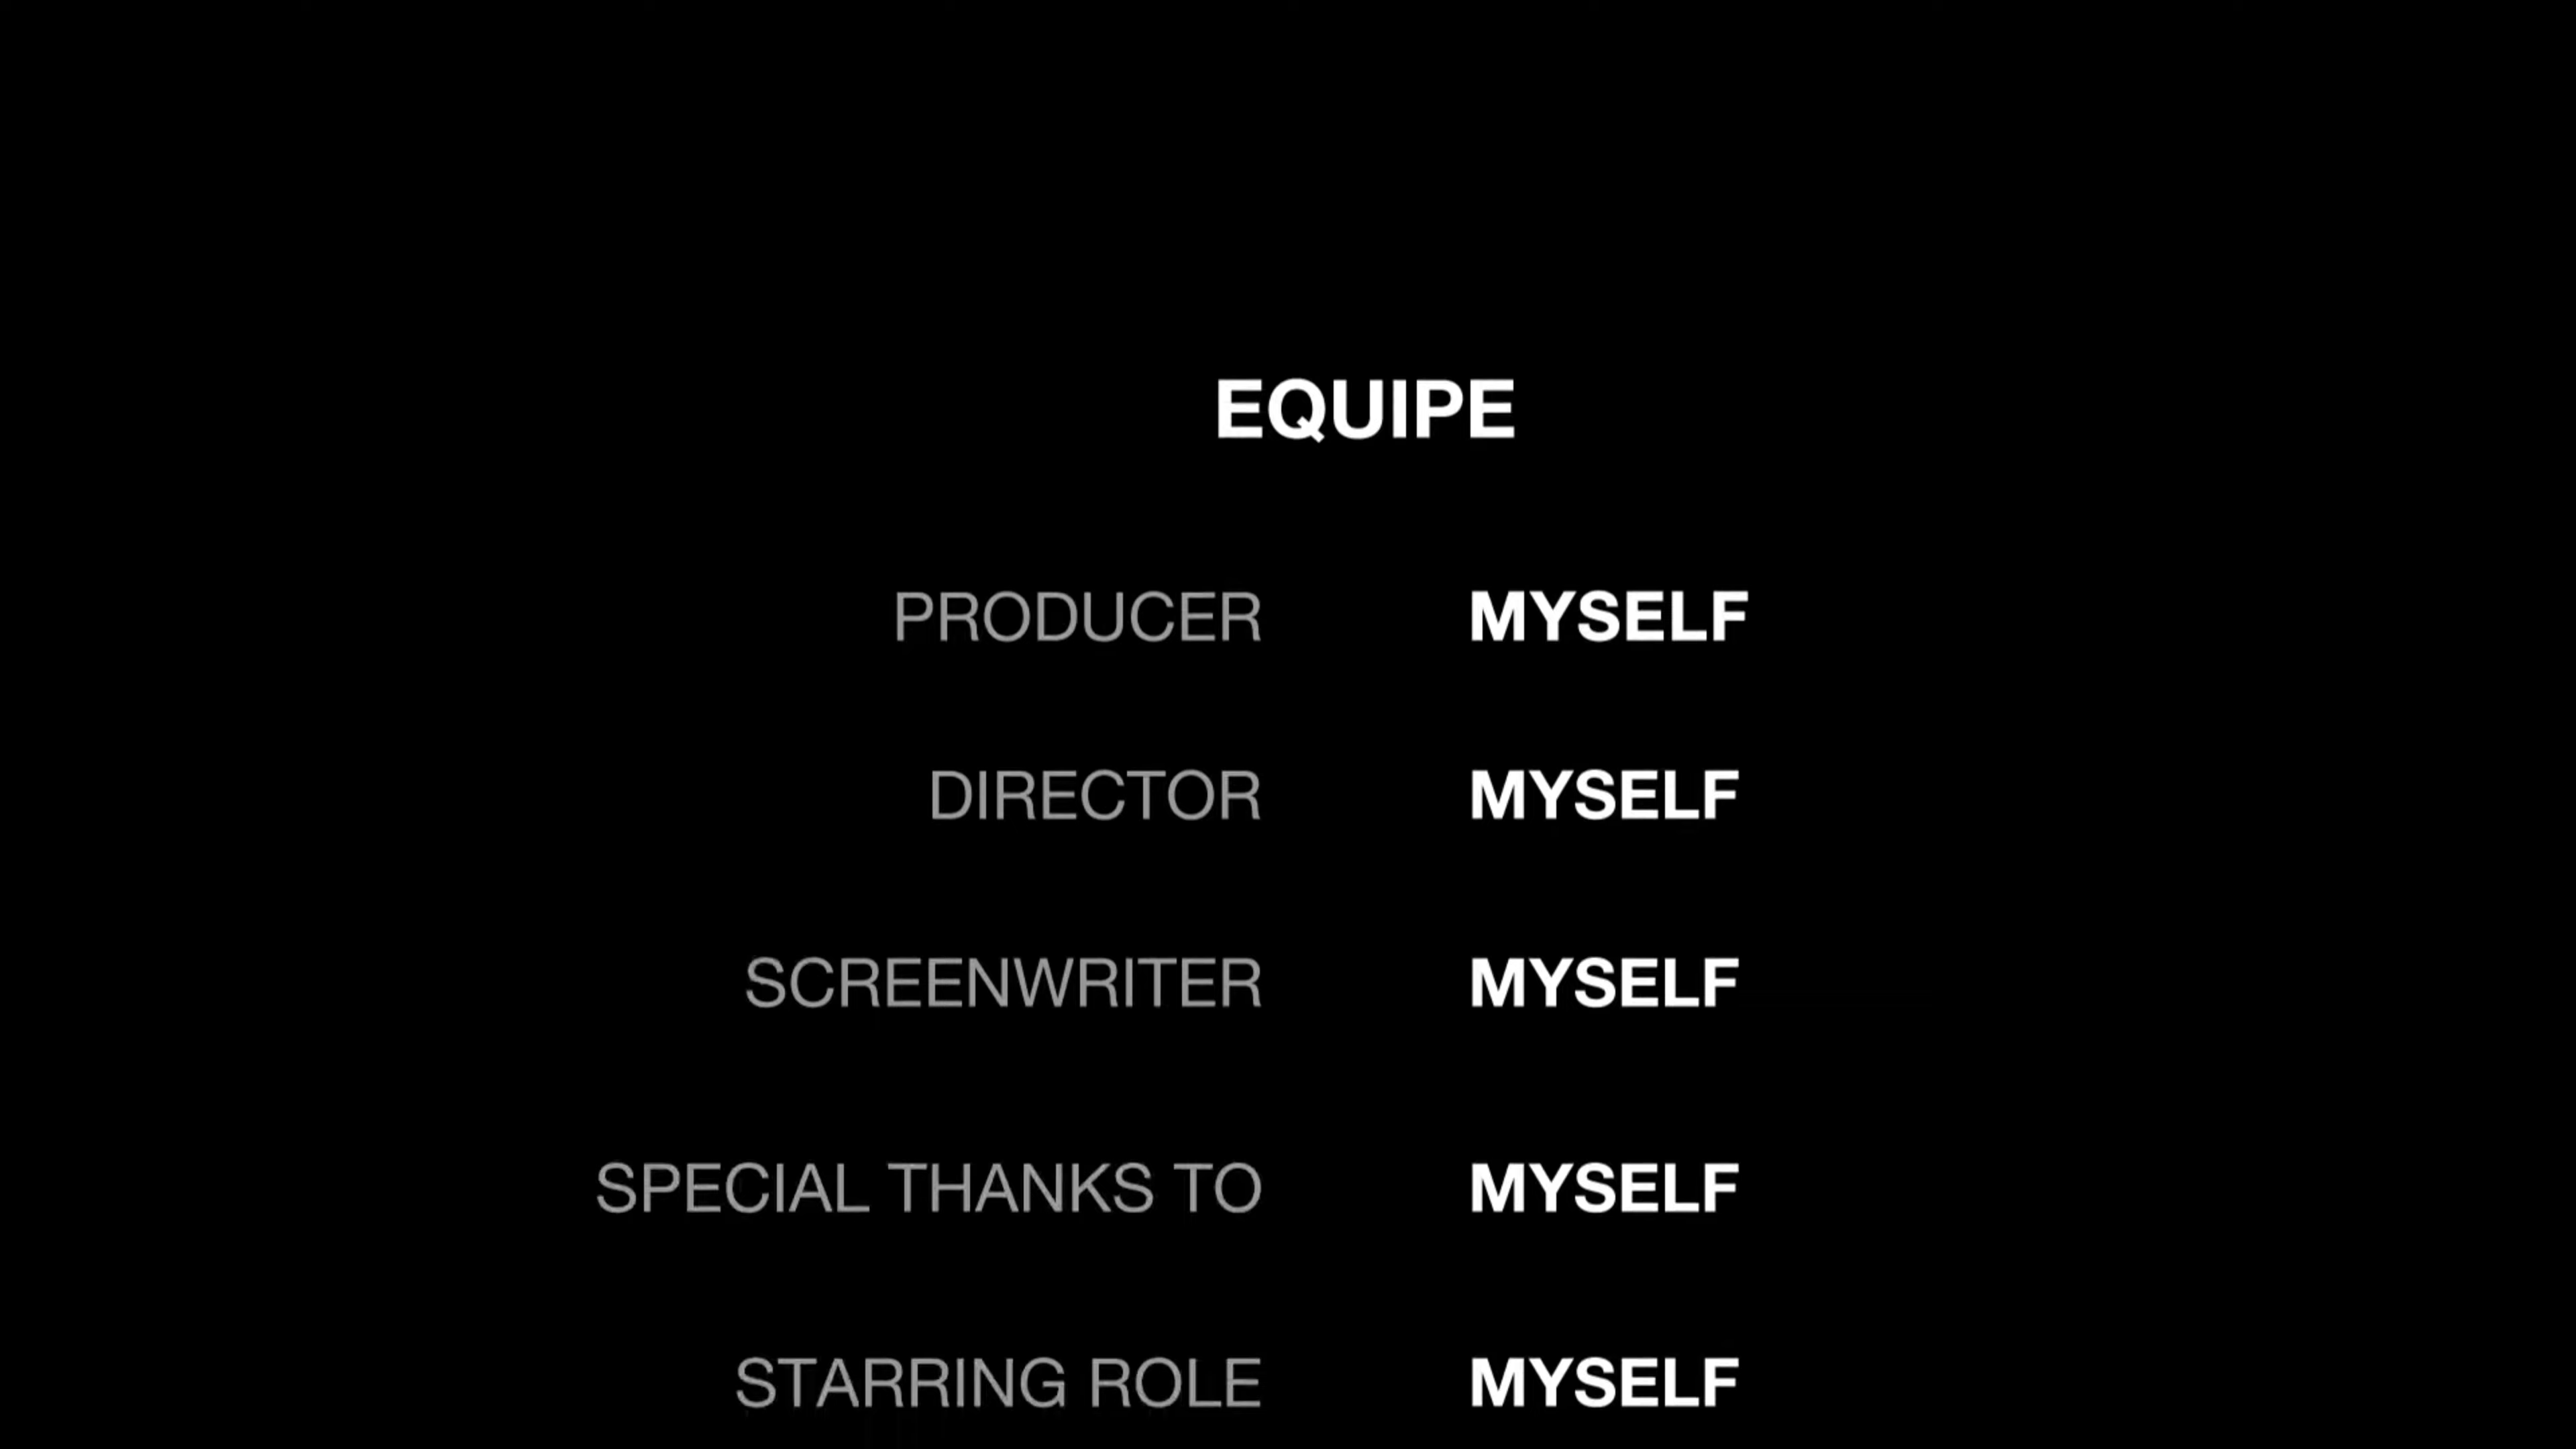 EQUIPE
PRODUCER MYSELF
DIRECTOR MYSELF
SCREENWRITER MYSELF
SPECIAL THANKS TO MYSELF
STARRING ROLE MYSELF